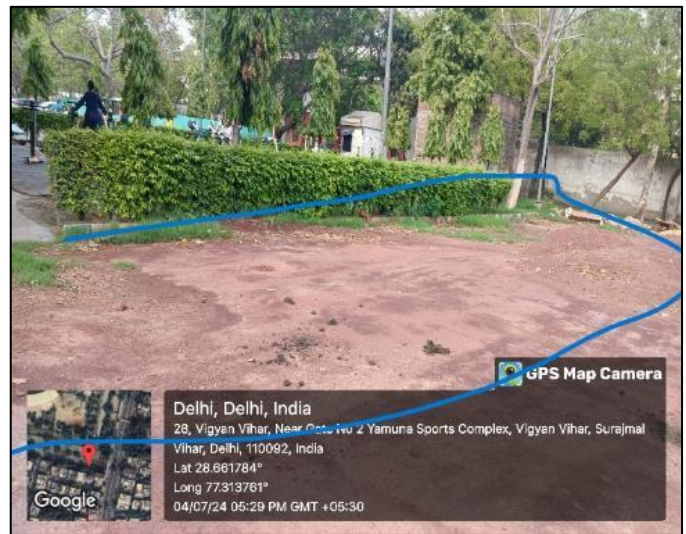 GPS Map Camera
Delhi, Delhi, India
28, Vigyan Vihar, Near Gate No 2 Yamuna Sports Complex, Vigyan Vihar, Surajmal
Vihar, Delhi, 110092, India
Lat 28.661784°
Long 77.313761°
04/07/24 05:29 PM GMT +05:30
Google